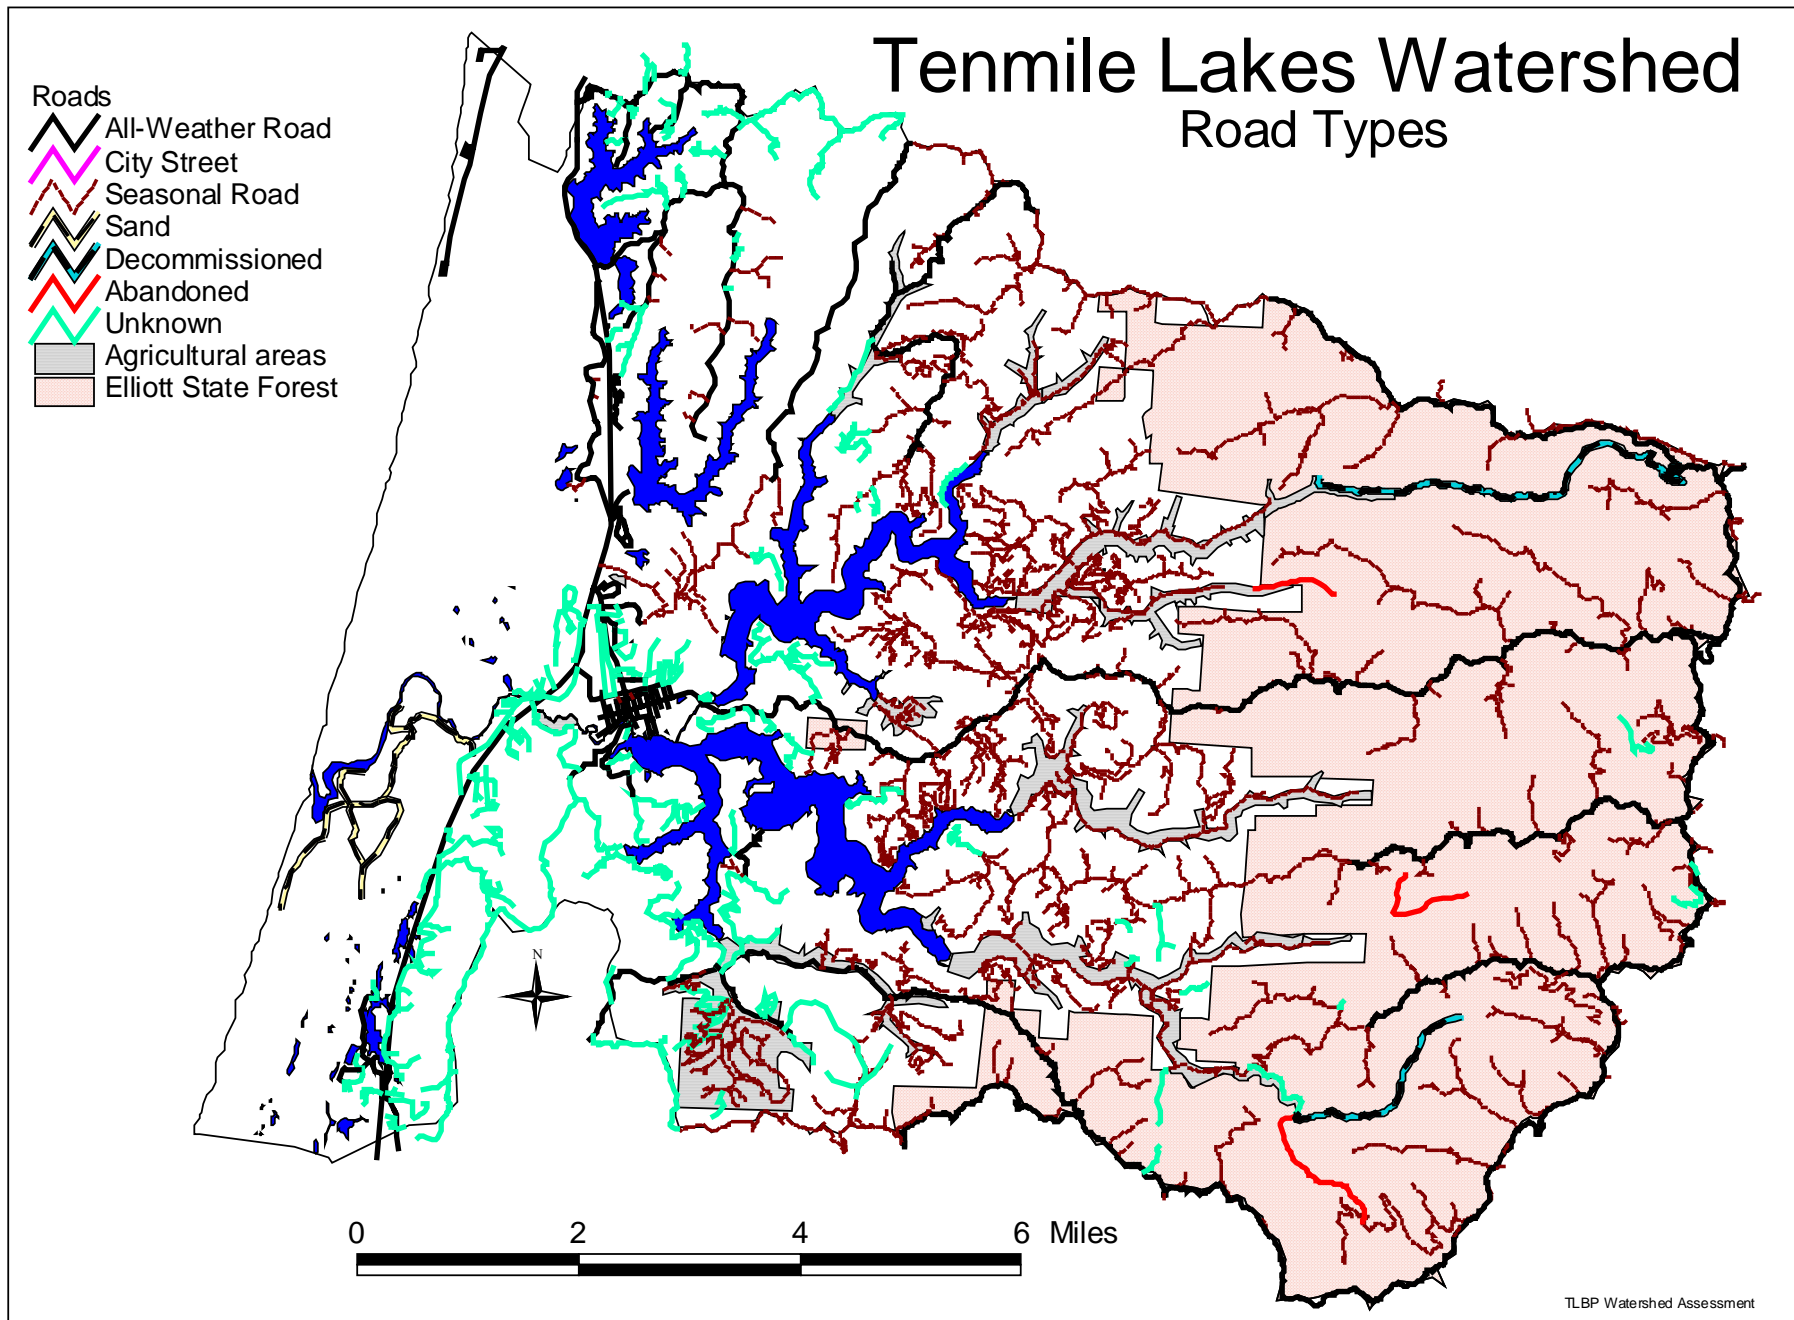 Tenmile Lakes Watershed
Road Types
Roads
All-Weather Road
City Street
Seasonal Road
Sand
Decommissioned
Abandoned
Unknown
Agricultural areas
Elliott State Forest
N
0 2 4 6 Miles
TLBP Watershed Assessment